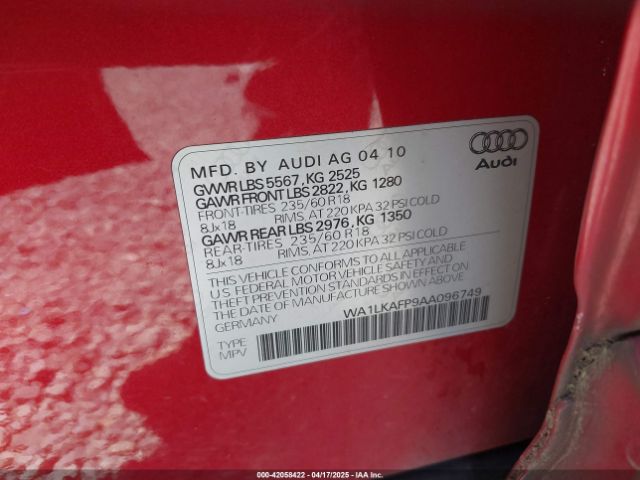 MFD. BY AUDI AG 04 10
GVWR LBS 5567, KG 2525
GAWR FRONT LBS 2822, KG 1280
FRONT-TIRES 235/60 R18
8Jx18 RIMS, AT 220 KPA 32 PSI COLD
GAWR REAR LBS 2976, KG 1350
REAR-TIRES 235/60 R18
8Jx18 RIMS, AT 220 KPA 32 PSI COLD
THIS VEHICLE CONFORMS TO ALL APPLICABLE
U.S. FEDERAL MOTOR VEHICLE SAFETY AND
THEFT PREVENTION STANDARDS IN EFFECT ON
THE DATE OF MANUFACTURE SHOWN ABOVE.
GERMANY
WA1LKAFP9AA096749
TYPE
MPV
Audi
000-42058422 - 04/17/2025 - IAA Inc. Copyright